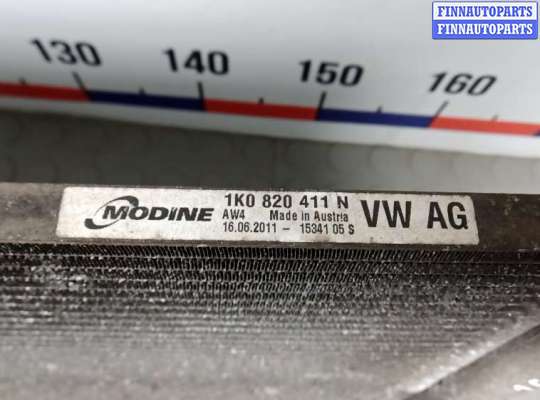 FINNAUTOPARTS
FINNAUTOPARTS
130 140 150 160
MODINE
1K0 820 411 N
AW4 Made in Austria
16.06.2011 - 15341 05 S
VW AG